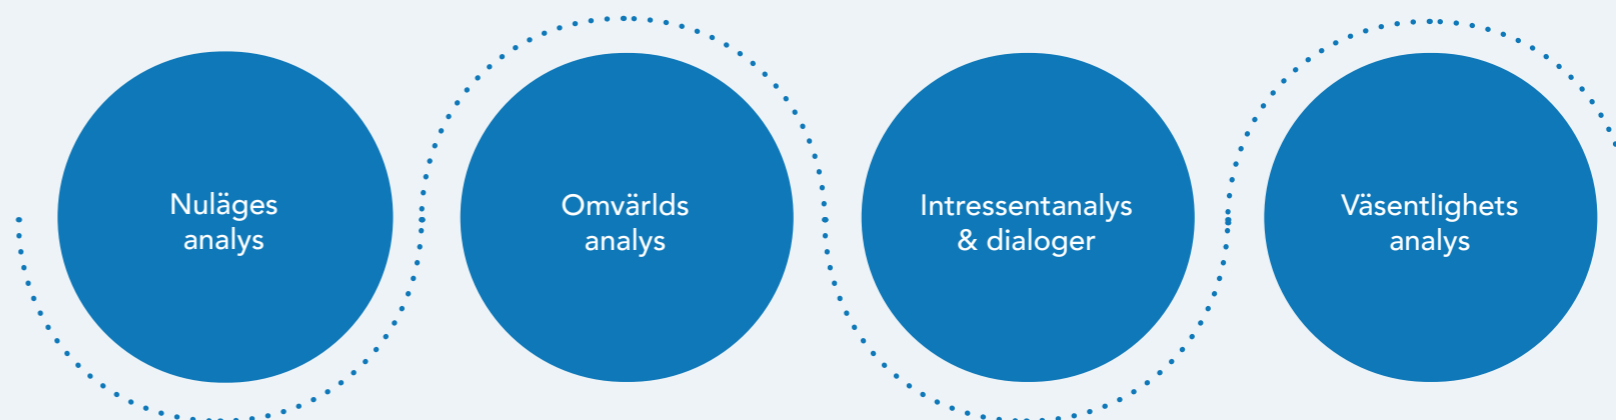 Nuläges
analys
Omvärlds
analys
Intressentanalys
& dialoger
Väsentlighets
analys